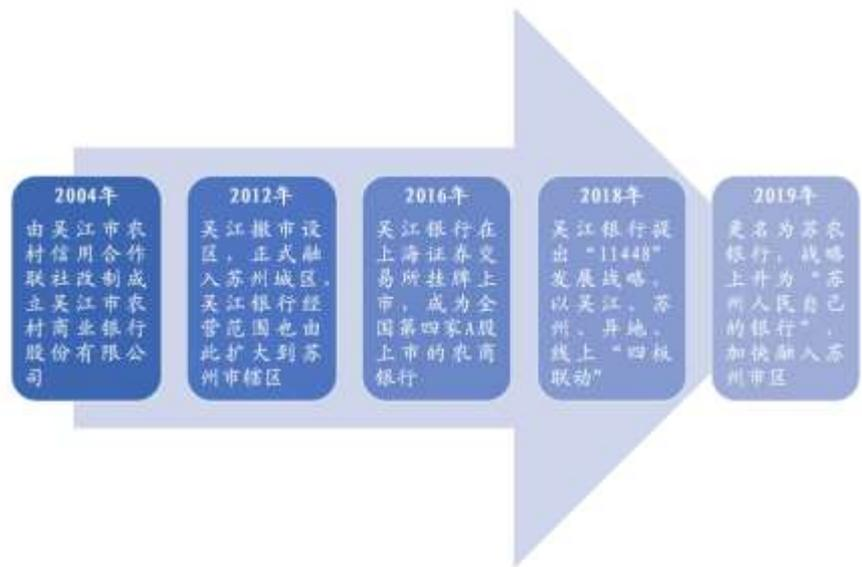 2004年
由吴江市农
村信用合作
联社改制成
立吴江市农
村商业银行
股份有限公
司
2012年
吴江撤市设
区，正式融
入苏州城区，
吴江银行经
营范围也由
此扩大到苏
州市辖区
2016年
吴江银行在
上海证券交
易所挂牌上
市，成为全
国第四家A股
上市的农商
银行
2018年
吴江银行提
出“11448”
发展战略，
以吴江、苏
州、异地、
线上“四极
联动”
2019年
更名为苏农
银行，战略
上升为“苏
州人民自己
的银行”，
加快融入苏
州市区